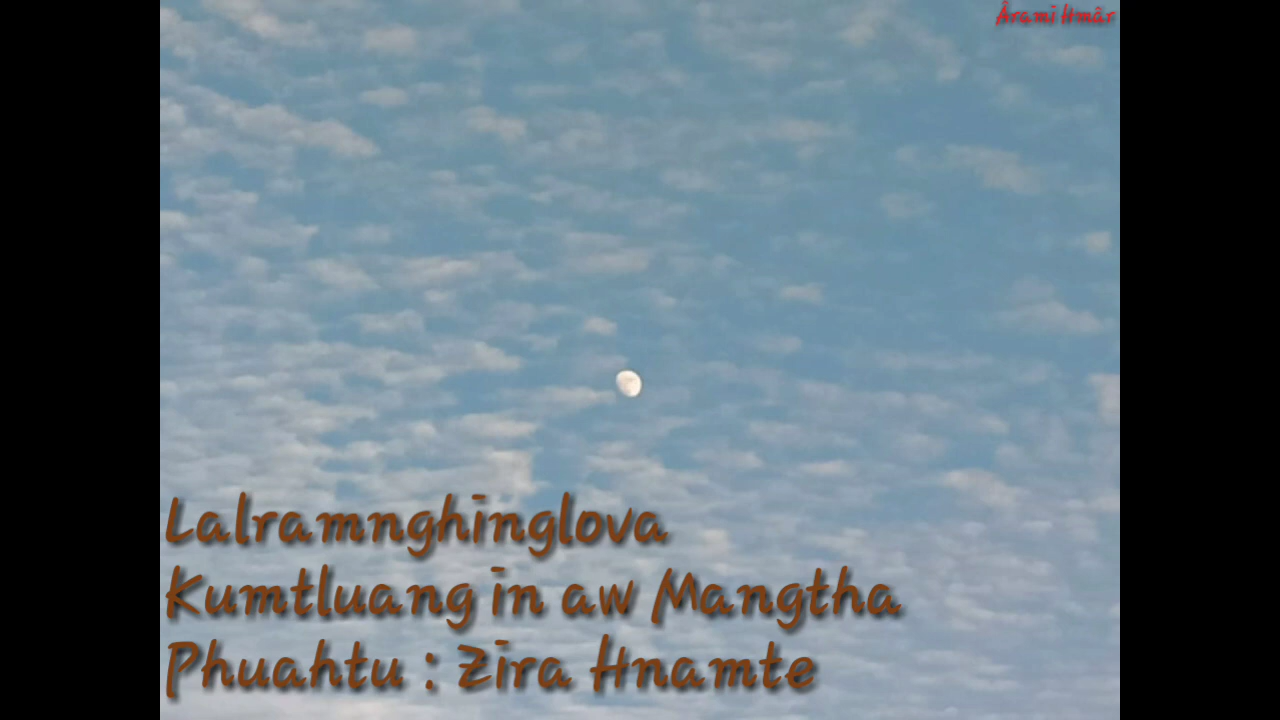 Ârami Hmâr
Lalramnghinglova
Kumtluang in aw Mangtha
Phuahtu : Zira Hnamte